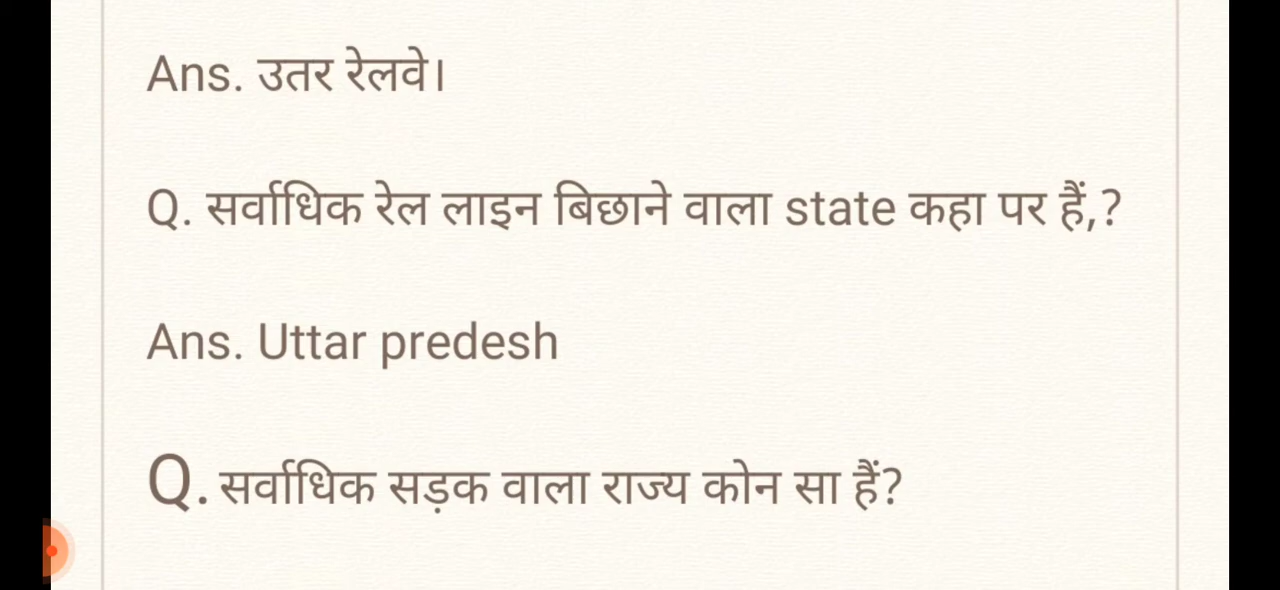 Ans. उतर रेलवे।
Q. सर्वाधिक रेल लाइन बिछाने वाला state कहा पर हैं,?
Ans. Uttar predesh
Q. सर्वाधिक सड़क वाला राज्य कोन सा हैं?